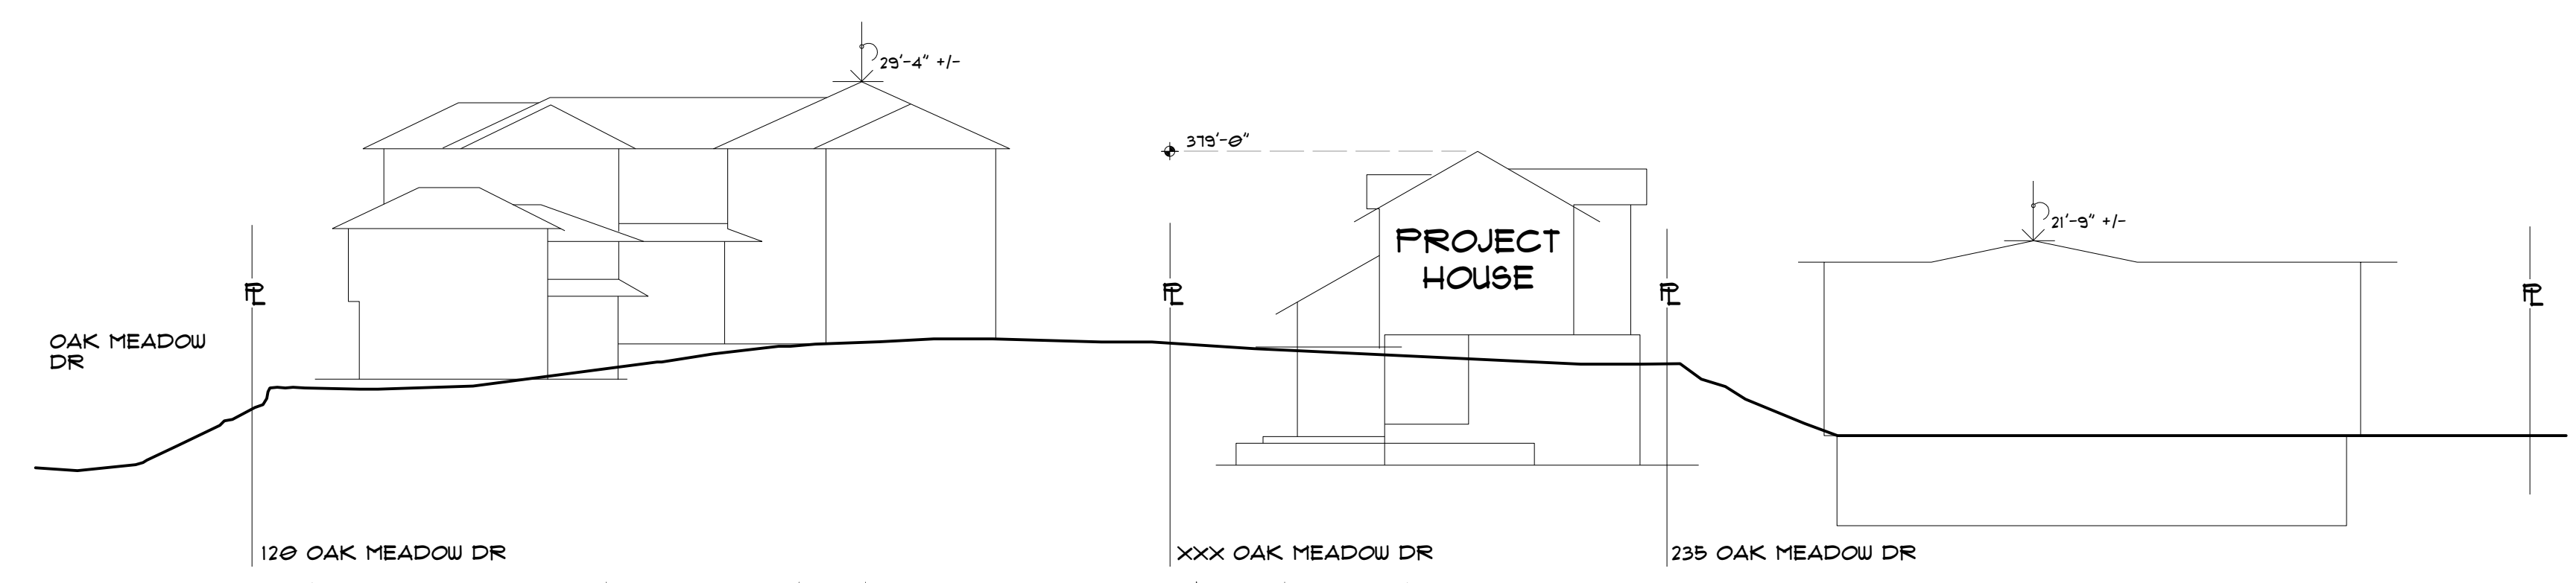 29'-4" +/-
379'-0"
PROJECT
HOUSE
21'-9" +/-
PL
PL
PL
PL
OAK MEADOW
DR
120 OAK MEADOW DR
XXX OAK MEADOW DR
235 OAK MEADOW DR